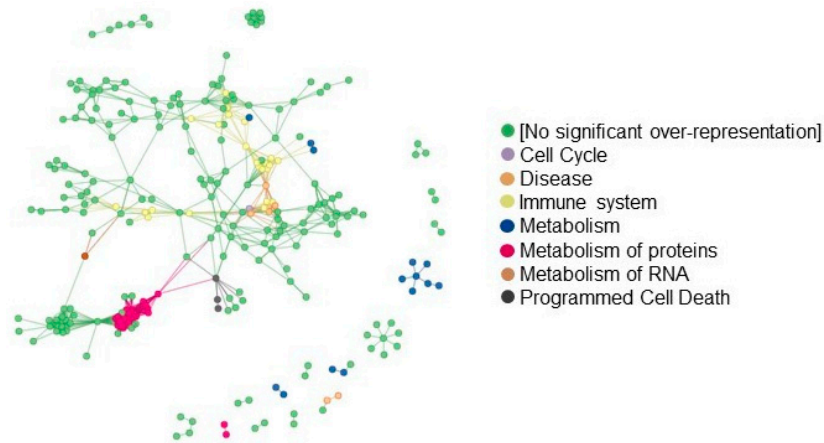 [No significant over-representation]
Cell Cycle
Disease
Immune system
Metabolism
Metabolism of proteins
Metabolism of RNA
Programmed Cell Death